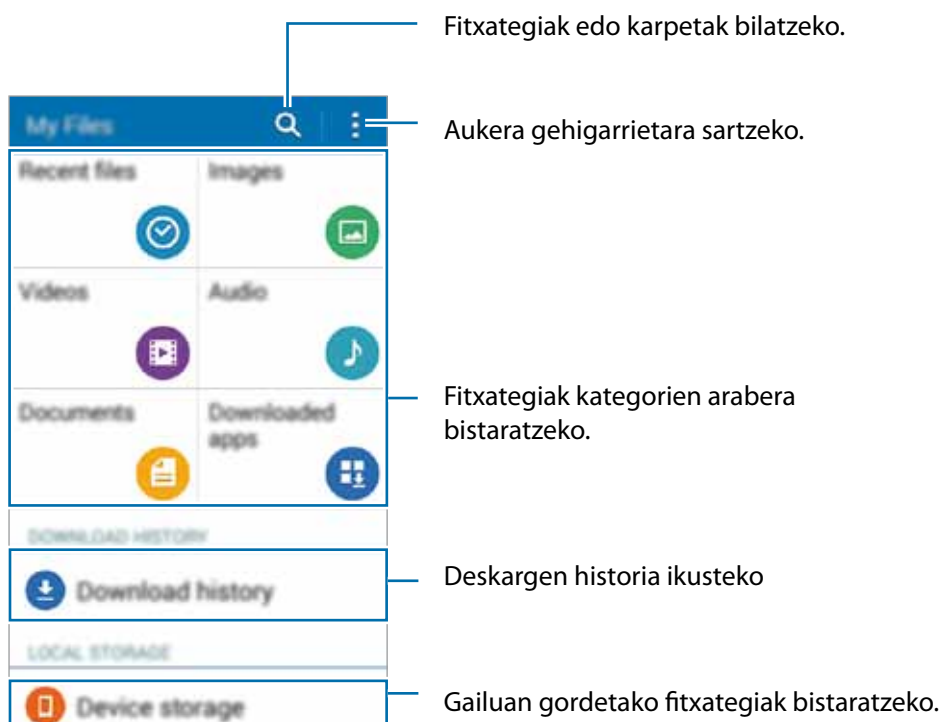 Fitxategiak edo karpetak bilatzeko.
My Files
Aukera gehigarrietara sartzeko.
Recent files
Images
Videos
Audio
Documents
Downloaded
apps
Fitxategiak kategorien arabera
bistaratzeko.
DOWNLOAD HISTORY
Download history
Deskargen historia ikusteko
LOCAL STORAGE
Device storage
Gailuan gordetako fitxategiak bistaratzeko.